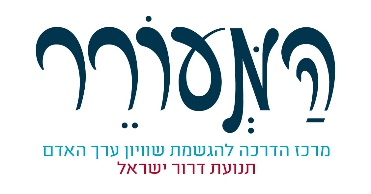 הַמְּעוֹרֵר
מרכז הדרכה להגשמת שוויון ערך האדם
תנועת דרור ישראל